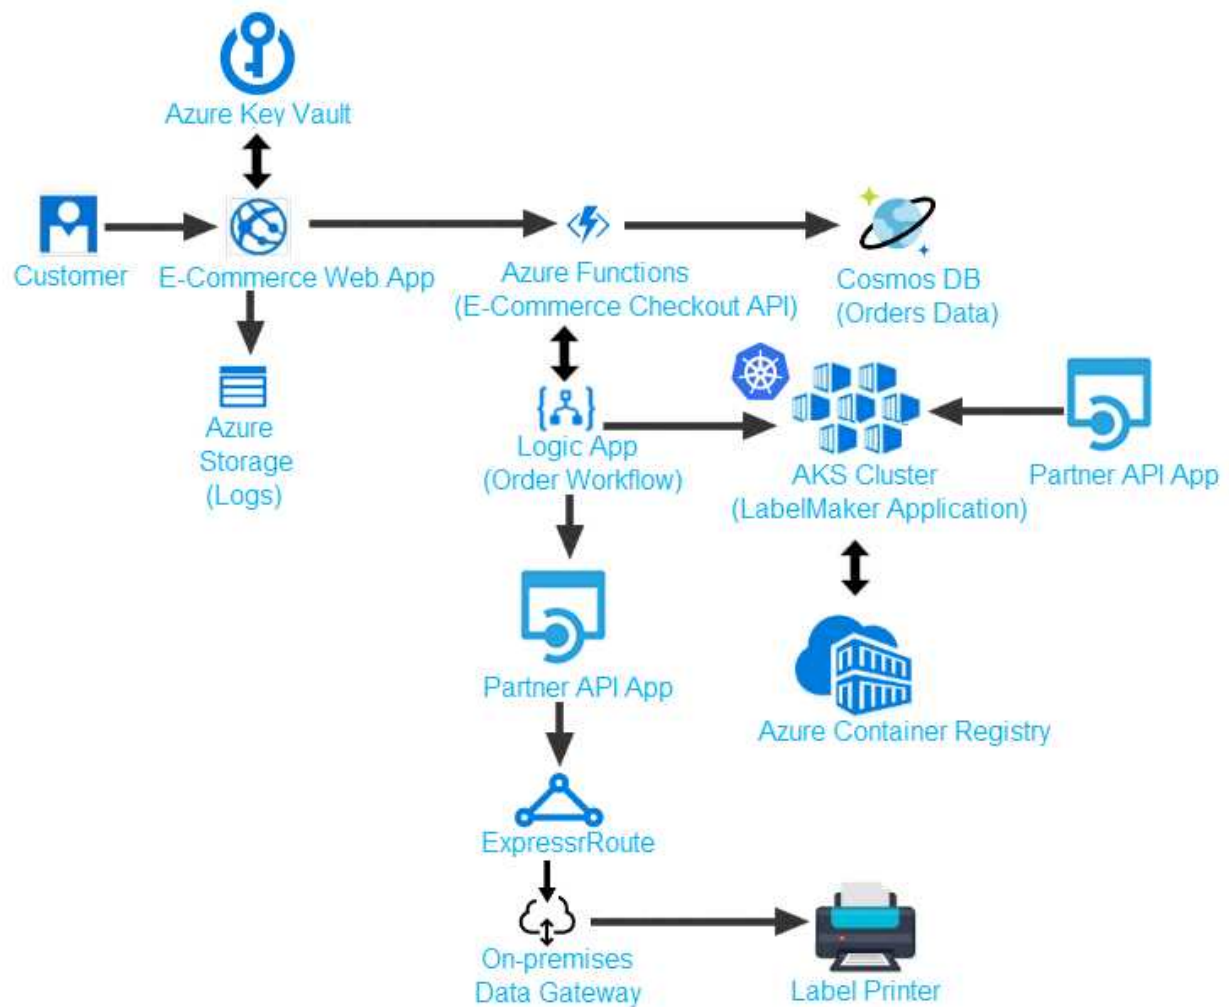 Azure Key Vault
Customer
E-Commerce Web App
Azure Functions
(E-Commerce Checkout API)
Cosmos DB
(Orders Data)
Azure
Storage
(Logs)
Logic App
(Order Workflow)
AKS Cluster
(LabelMaker Application)
Partner API App
Partner API App
Azure Container Registry
ExpressrRoute
On-premises
Data Gateway
Label Printer